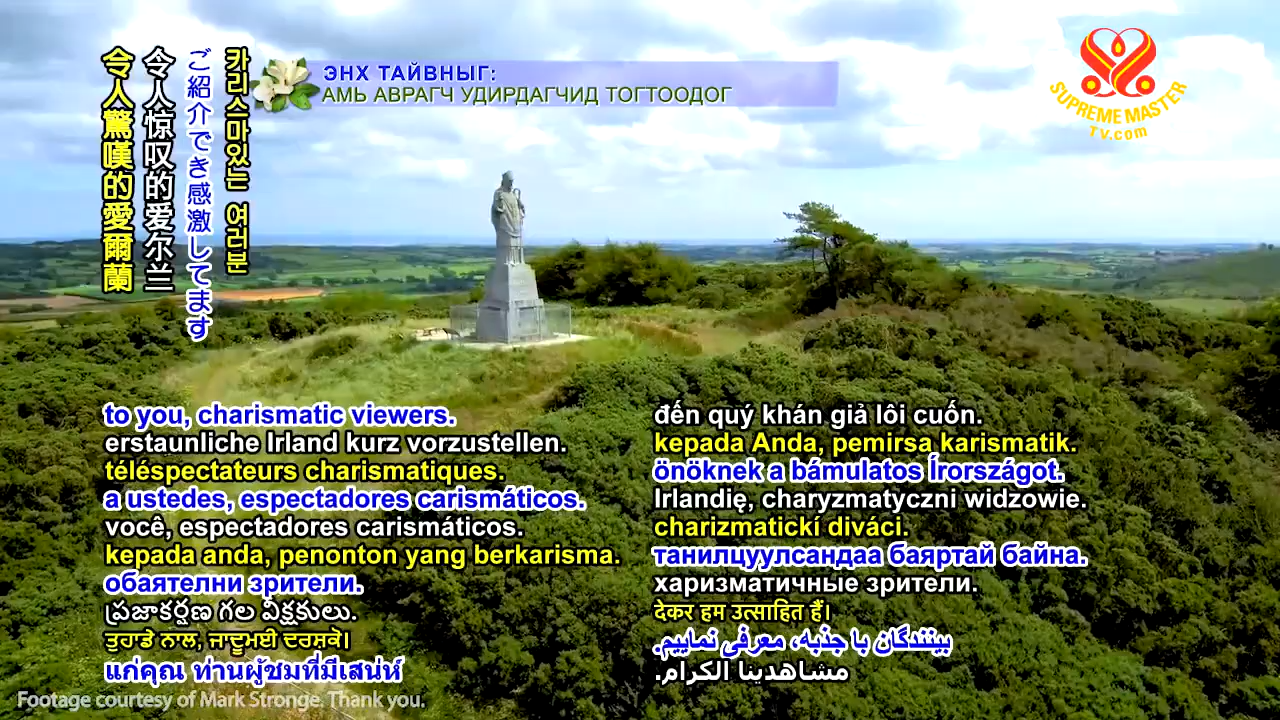 令人驚嘆的愛爾蘭
令人惊叹的爱尔兰
ご紹介でき感激してます
카리스마있는 여러분
ЭНХ ТАЙВНЫГ:
АМЬ АВРАГЧ УДИРДАГЧИД ТОГТООДОГ
SUPREME MASTER
TV.com
to you, charismatic viewers.
erstaunliche Irland kurz vorzustellen.
téléspectateurs charismatiques.
a ustedes, espectadores carismáticos.
você, espectadores carismáticos.
kepada anda, penonton yang berkarisma.
обаятелни зрители.
ప్రజాకర్షణ గల వీక్షకులు.
ਤੁਹਾਡੇ ਨਾਲ, ਜਾਦੂਮਈ ਦਰਸ਼ਕੋ।
แก่คุณ ท่านผู้ชมที่มีเสน่ห์
đến quý khán giả lôi cuốn.
kepada Anda, pemirsa karismatik.
önöknek a bámulatos Írországot.
Irlandię, charyzmatyczni widzowie.
charizmatickí diváci.
танилцуулсандаа баяртай байна.
харизматичные зрители.
देकर हम उत्साहित हैं।
بینندگان با جذبه، معرفی نماییم.
مشاهدينا الكرام.
Footage courtesy of Mark Stronge. Thank you.